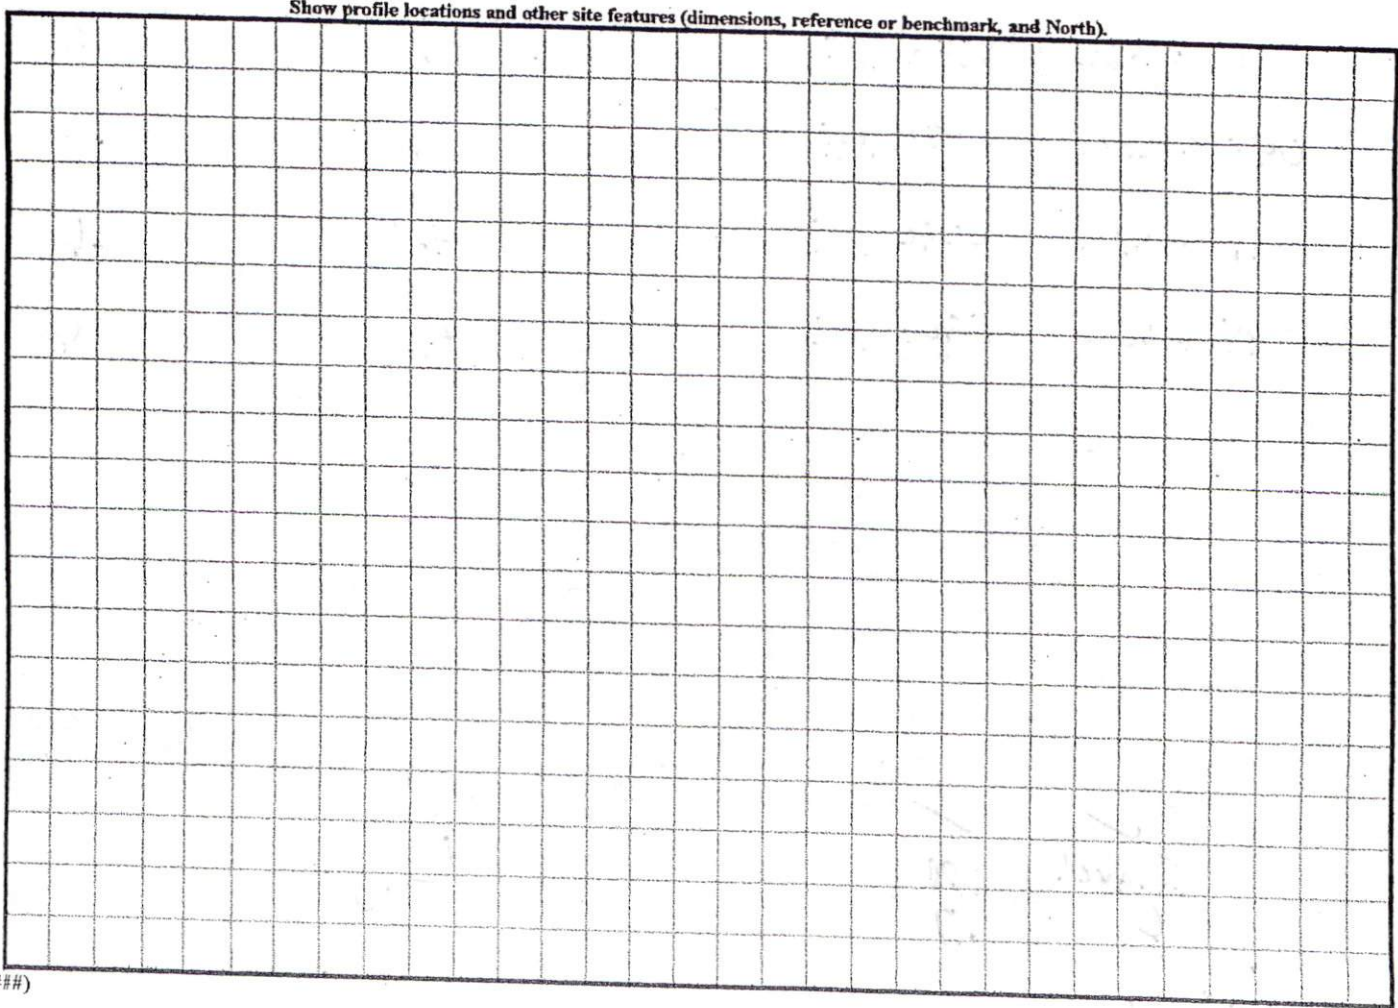 Show profile locations and other site features (dimensions, reference or benchmark, and North).
##)